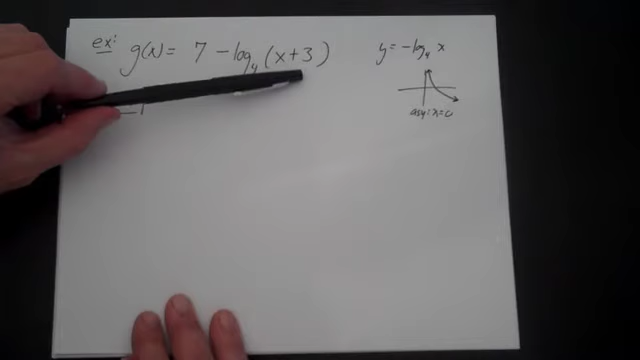 ex: g(x) = 7 - log₄(x+3)
y = -log₄ x
asy: x=0